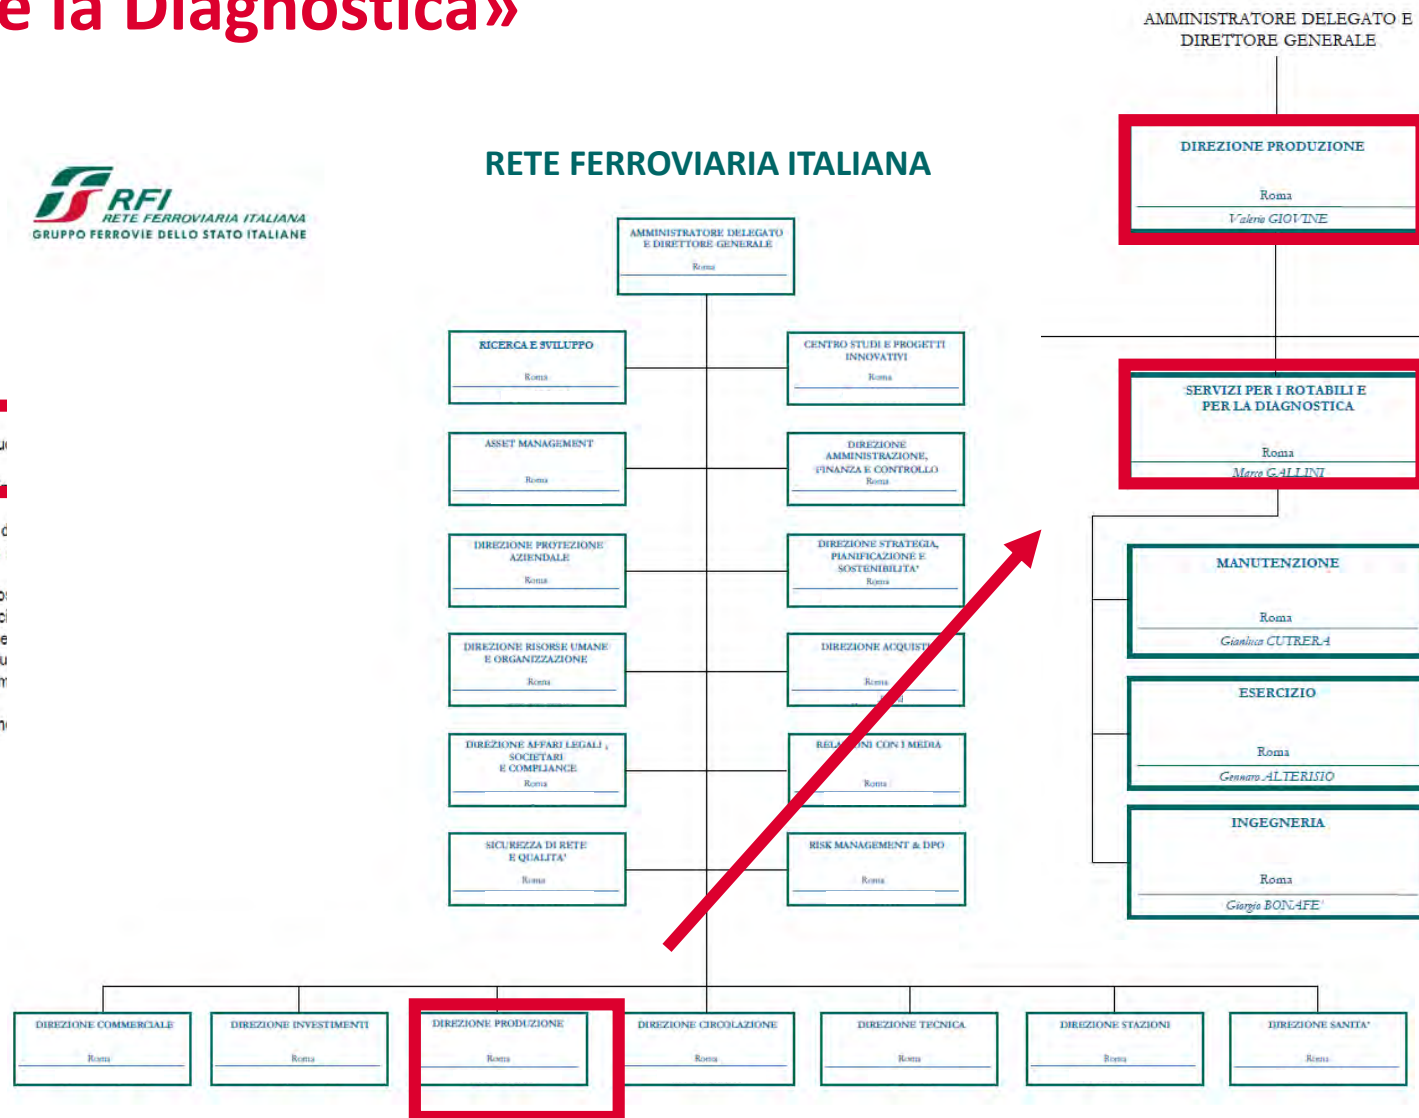 e la Diagnostica»
AMMINISTRATORE DELEGATO E
DIRETTORE GENERALE
RFI
RETE FERROVIARIA ITALIANA
GRUPPO FERROVIE DELLO STATO ITALIANE
RETE FERROVIARIA ITALIANA
AMMINISTRATORE DELEGATO
E DIRETTORE GENERALE
Roma
RICERCA E SVILUPPO
Roma
CENTRO STUDI E PROGETTI
INNOVATIVI
Roma
ASSET MANAGEMENT
Roma
DIREZIONE
AMMINISTRAZIONE,
FINANZA E CONTROLLO
Roma
DIREZIONE PROTEZIONE
AZIENDALE
Roma
DIREZIONE STRATEGIA,
PIANIFICAZIONE E
SOSTENIBILITA'
Roma
DIREZIONE RISORSE UMANE
E ORGANIZZAZIONE
Roma
DIREZIONE ACQUISTI
Roma
DIREZIONE AFFARI LEGALI ,
SOCIETARI
E COMPLIANCE
Roma
RELAZIONI CON I MEDIA
Roma
SICUREZZA DI RETE
E QUALITA'
Roma
RISK MANAGEMENT & DPO
Roma
DIREZIONE COMMERCIALE
Roma
DIREZIONE INVESTIMENTI
Roma
DIREZIONE PRODUZIONE
Roma
DIREZIONE CIRCOLAZIONE
Roma
DIREZIONE TECNICA
Roma
DIREZIONE STAZIONI
Roma
DIREZIONE SANITA'
Roma
DIREZIONE PRODUZIONE
Roma
Valerio GIOVINE
SERVIZI PER I ROTABILI E
PER LA DIAGNOSTICA
Roma
Marco GALLINI
MANUTENZIONE
Roma
Gianluca CUTRERA
ESERCIZIO
Roma
Gennaro ALTERISIO
INGEGNERIA
Roma
Giorgio BONAFE'